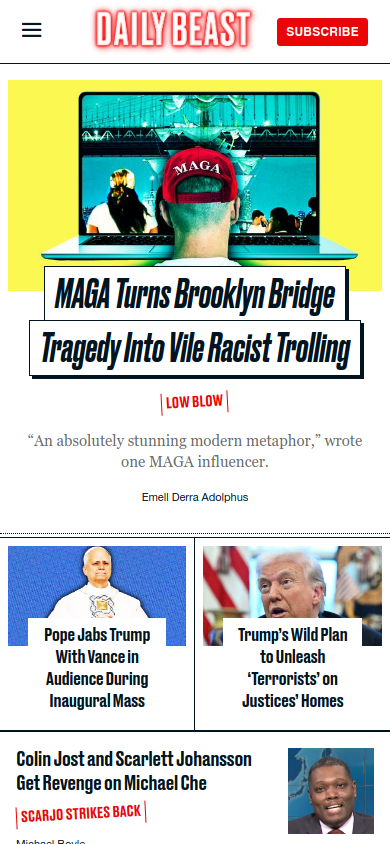 DAILY BEAST
SUBSCRIBE
MAGA
MAGA Turns Brooklyn Bridge
Tragedy Into Vile Racist Trolling
LOW BLOW
“An absolutely stunning modern metaphor,” wrote
one MAGA influencer.
Emell Derra Adolphus
Pope Jabs Trump
With Vance in
Audience During
Inaugural Mass
Trump’s Wild Plan
to Unleash
‘Terrorists’ on
Justices’ Homes
Colin Jost and Scarlett Johansson
Get Revenge on Michael Che
SCARJO STRIKES BACK
Michael Boyle